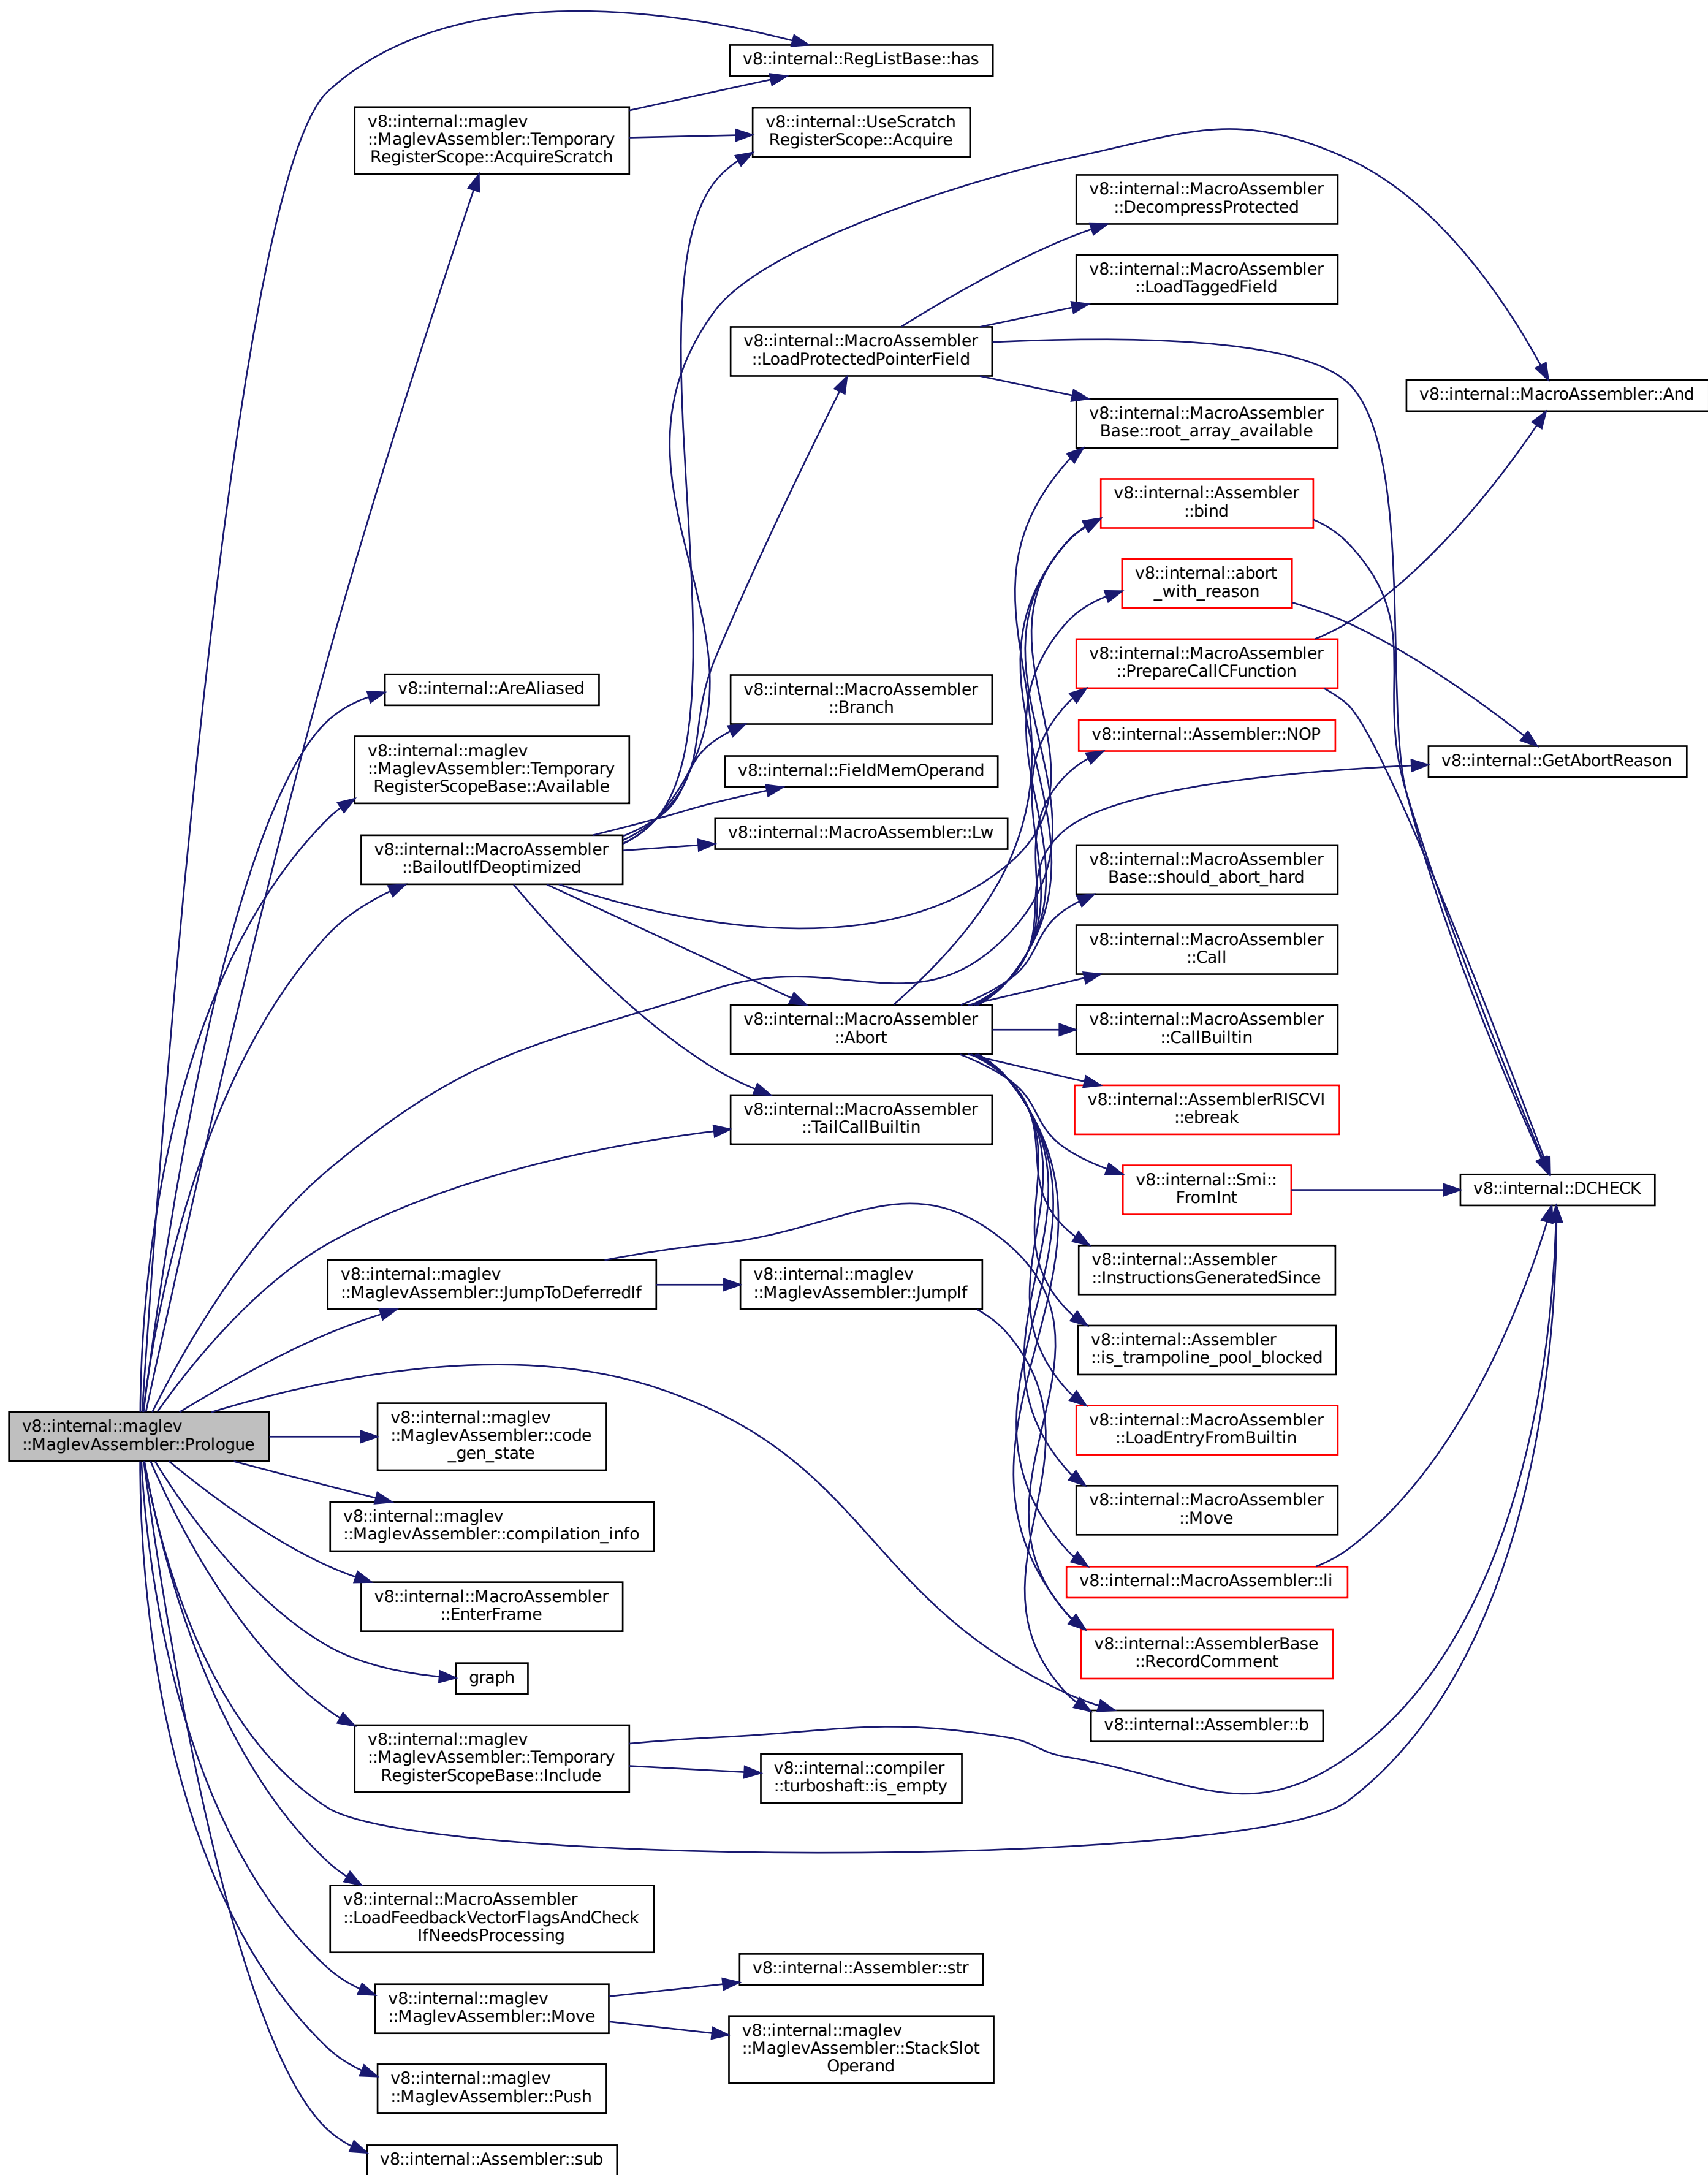 v8::internal::RegListBase::has
v8::internal::maglev
::MaglevAssembler::Temporary
RegisterScope::AcquireScratch
v8::internal::UseScratch
RegisterScope::Acquire
v8::internal::MacroAssembler
::DecompressProtected
v8::internal::MacroAssembler
::LoadTaggedField
v8::internal::MacroAssembler
::LoadProtectedPointerField
v8::internal::MacroAssembler::And
v8::internal::MacroAssembler
Base::root_array_available
v8::internal::Assembler
::bind
v8::internal::abort
_with_reason
v8::internal::MacroAssembler
::PrepareCallCFunction
v8::internal::AreAliased
v8::internal::MacroAssembler
::Branch
v8::internal::Assembler::NOP
v8::internal::GetAbortReason
v8::internal::maglev
::MaglevAssembler::Temporary
RegisterScopeBase::Available
v8::internal::FieldMemOperand
v8::internal::MacroAssembler::Lw
v8::internal::MacroAssembler
::BailoutIfDeoptimized
v8::internal::MacroAssembler
Base::should_abort_hard
v8::internal::MacroAssembler
::Call
v8::internal::MacroAssembler
::Abort
v8::internal::MacroAssembler
::CallBuiltin
v8::internal::AssemblerRISCVI
::ebreak
v8::internal::MacroAssembler
::TailCallBuiltin
v8::internal::Smi::
FromInt
v8::internal::DCHECK
v8::internal::maglev
::MaglevAssembler::JumpToDeferredIf
v8::internal::maglev
::MaglevAssembler::JumpIf
v8::internal::Assembler
::InstructionsGeneratedSince
v8::internal::Assembler
::is_trampoline_pool_blocked
v8::internal::maglev
::MaglevAssembler::Prologue
v8::internal::maglev
::MaglevAssembler::code
_gen_state
v8::internal::MacroAssembler
::LoadEntryFromBuiltin
v8::internal::maglev
::MaglevAssembler::compilation_info
v8::internal::MacroAssembler
::Move
v8::internal::MacroAssembler
::EnterFrame
v8::internal::MacroAssembler::li
v8::internal::AssemblerBase
::RecordComment
graph
v8::internal::Assembler::b
v8::internal::maglev
::MaglevAssembler::Temporary
RegisterScopeBase::Include
v8::internal::compiler
::turboshaft::is_empty
v8::internal::MacroAssembler
::LoadFeedbackVectorFlagsAndCheck
IfNeedsProcessing
v8::internal::maglev
::MaglevAssembler::Move
v8::internal::Assembler::str
v8::internal::maglev
::MaglevAssembler::StackSlot
Operand
v8::internal::maglev
::MaglevAssembler::Push
v8::internal::Assembler::sub